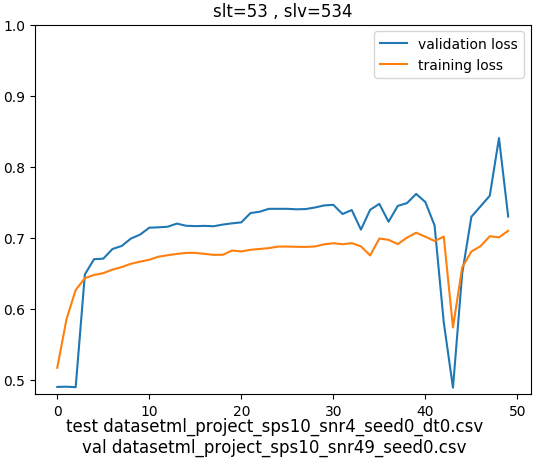 slt=53 , slv=534
1.0
validation loss
training loss
0.9
0.8
0.7
0.6
0.5
0 10 20 30 40 50
test datasetml_project_sps10_snr4_seed0_dt0.csv
val datasetml_project_sps10_snr49_seed0.csv